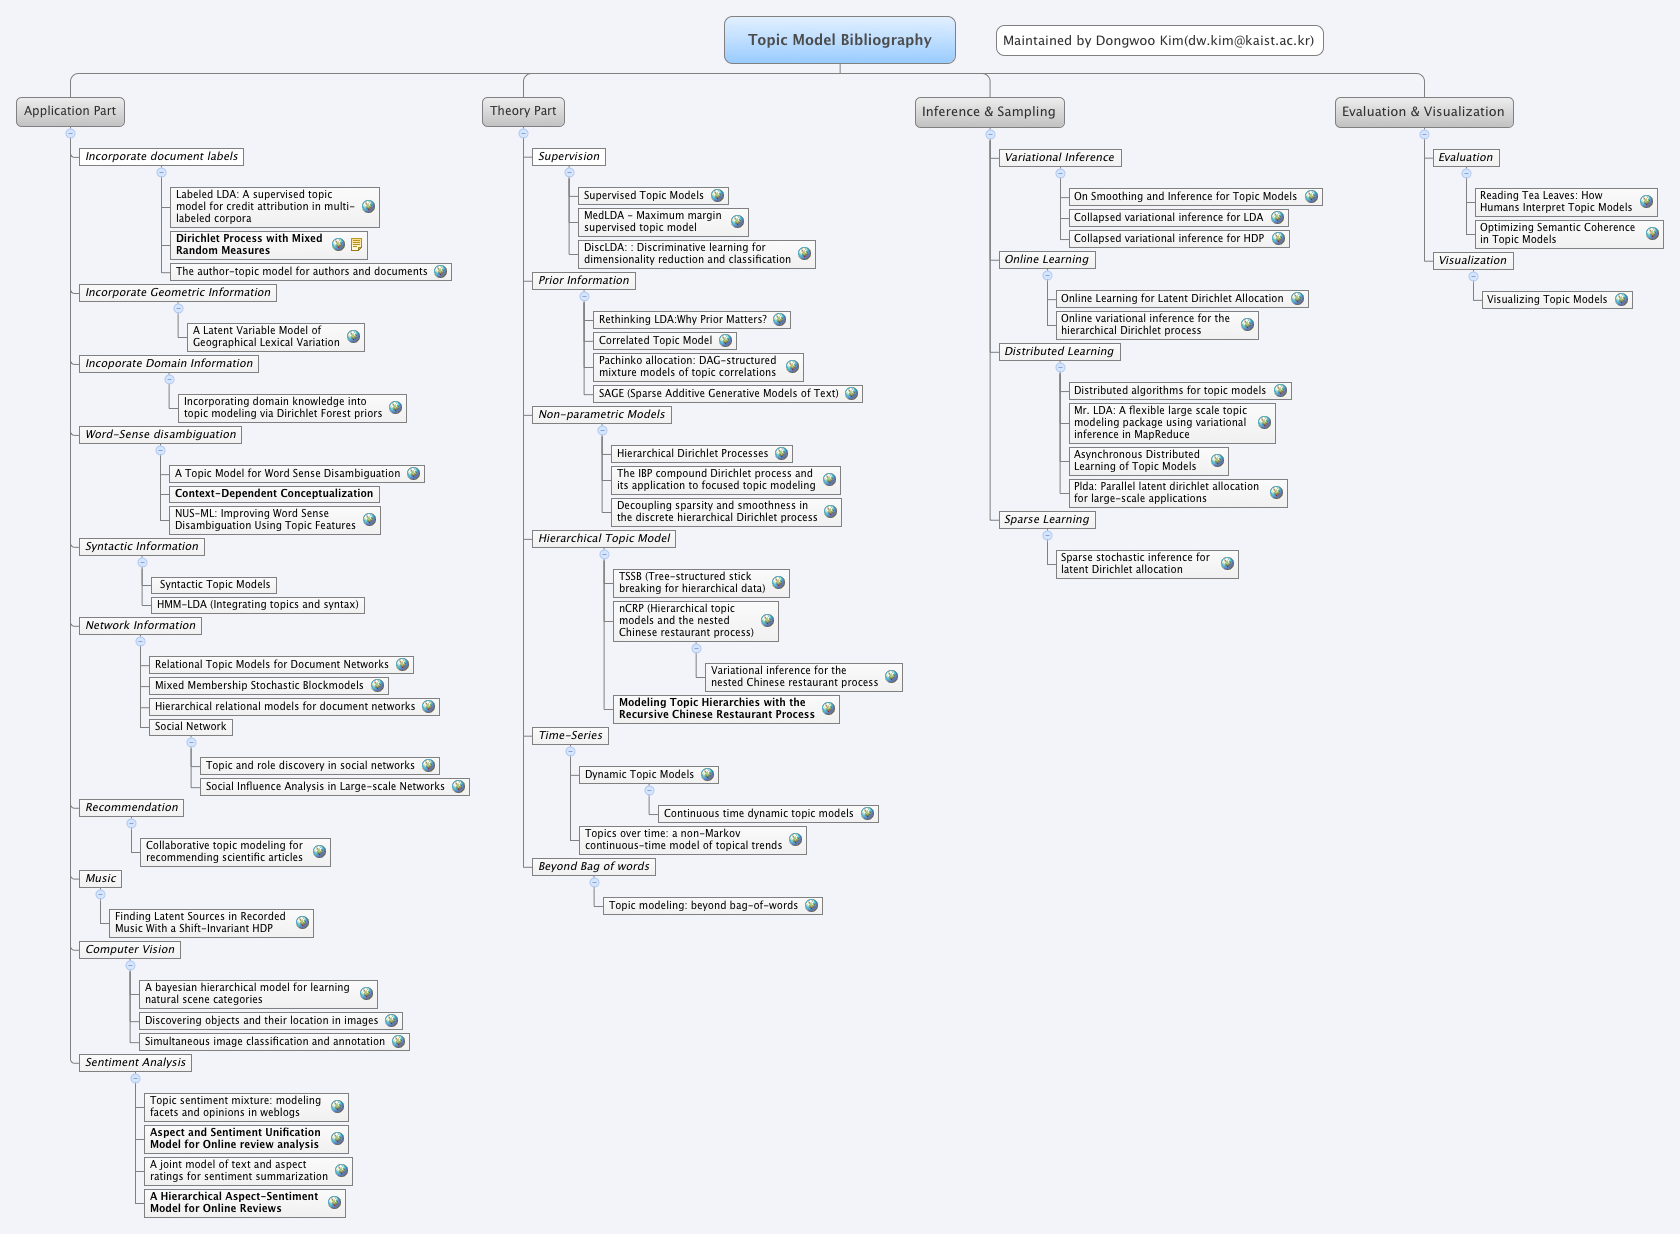 Topic Model Bibliography
Maintained by Dongwoo Kim(dw.kim@kaist.ac.kr)
Application Part
Incorporate document labels
Labeled LDA: A supervised topic
model for credit attribution in multi-
labeled corpora
Dirichlet Process with Mixed
Random Measures
The author-topic model for authors and documents
Incorporate Geometric Information
A Latent Variable Model of
Geographical Lexical Variation
Incoporate Domain Information
Incorporating domain knowledge into
topic modeling via Dirichlet Forest priors
Word-Sense disambiguation
A Topic Model for Word Sense Disambiguation
Context-Dependent Conceptualization
NUS-ML: Improving Word Sense
Disambiguation Using Topic Features
Syntactic Information
Syntactic Topic Models
HMM-LDA (Integrating topics and syntax)
Network Information
Relational Topic Models for Document Networks
Mixed Membership Stochastic Blockmodels
Hierarchical relational models for document networks
Social Network
Topic and role discovery in social networks
Social Influence Analysis in Large-scale Networks
Recommendation
Collaborative topic modeling for
recommending scientific articles
Music
Finding Latent Sources in Recorded
Music With a Shift-Invariant HDP
Computer Vision
A bayesian hierarchical model for learning
natural scene categories
Discovering objects and their location in images
Simultaneous image classification and annotation
Sentiment Analysis
Topic sentiment mixture: modeling
facets and opinions in weblogs
Aspect and Sentiment Unification
Model for Online review analysis
A joint model of text and aspect
ratings for sentiment summarization
A Hierarchical Aspect-Sentiment
Model for Online Reviews
Theory Part
Supervision
Supervised Topic Models
MedLDA - Maximum margin
supervised topic model
DiscLDA: : Discriminative learning for
dimensionality reduction and classification
Prior Information
Rethinking LDA:Why Prior Matters?
Correlated Topic Model
Pachinko allocation: DAG-structured
mixture models of topic correlations
SAGE (Sparse Additive Generative Models of Text)
Non-parametric Models
Hierarchical Dirichlet Processes
The IBP compound Dirichlet process and
its application to focused topic modeling
Decoupling sparsity and smoothness in
the discrete hierarchical Dirichlet process
Hierarchical Topic Model
TSSB (Tree-structured stick
breaking for hierarchical data)
nCRP (Hierarchical topic
models and the nested
Chinese restaurant process)
Variational inference for the
nested Chinese restaurant process
Modeling Topic Hierarchies with the
Recursive Chinese Restaurant Process
Time-Series
Dynamic Topic Models
Continuous time dynamic topic models
Topics over time: a non-Markov
continuous-time model of topical trends
Beyond Bag of words
Topic modeling: beyond bag-of-words
Inference & Sampling
Variational Inference
On Smoothing and Inference for Topic Models
Collapsed variational inference for LDA
Collapsed variational inference for HDP
Online Learning
Online Learning for Latent Dirichlet Allocation
Online variational inference for the
hierarchical Dirichlet process
Distributed Learning
Distributed algorithms for topic models
Mr. LDA: A flexible large scale topic
modeling package using variational
inference in MapReduce
Asynchronous Distributed
Learning of Topic Models
Plda: Parallel latent dirichlet allocation
for large-scale applications
Sparse Learning
Sparse stochastic inference for
latent Dirichlet allocation
Evaluation & Visualization
Evaluation
Reading Tea Leaves: How
Humans Interpret Topic Models
Optimizing Semantic Coherence
in Topic Models
Visualization
Visualizing Topic Models